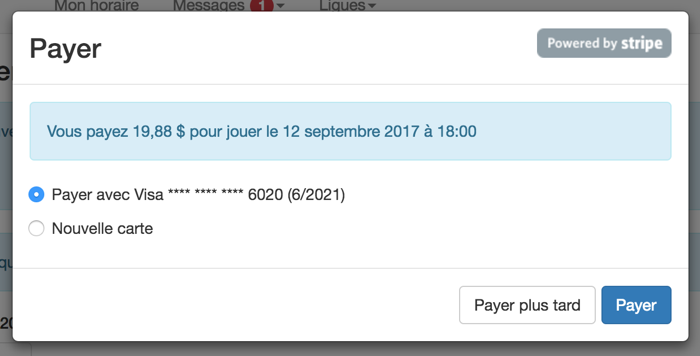 Mon horaire Messages 1 Ligues
Payer
Powered by stripe
Vous payez 19,88 $ pour jouer le 12 septembre 2017 à 18:00
Payer avec Visa **** **** **** 6020 (6/2021)
Nouvelle carte
Payer plus tard
Payer